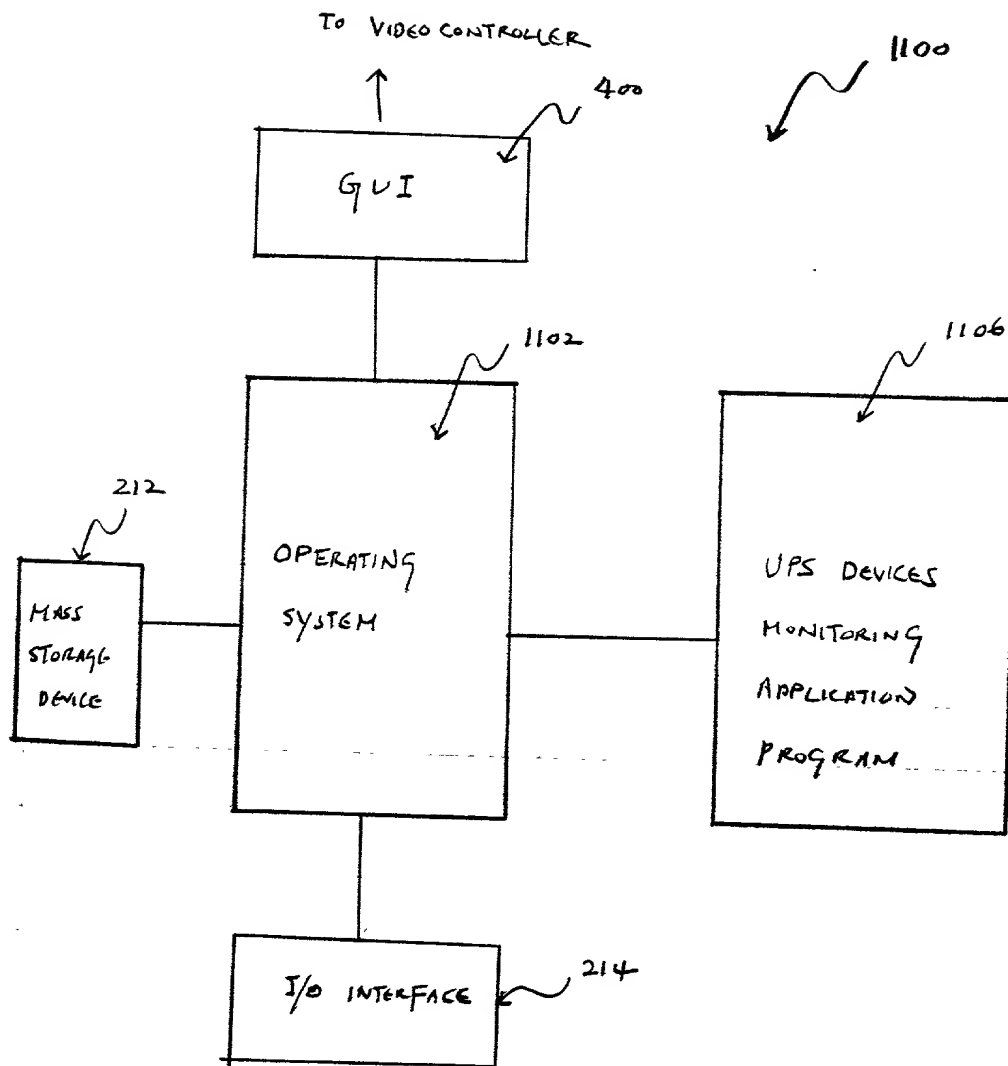 TO VIDEO CONTROLLER
1100
400
GUI
1102
1106
212
OPERATING
SYSTEM
MASS
STORAGE
DEVICE
UPS DEVICES
MONITORING
APPLICATION
PROGRAM
I/O INTERFACE
214